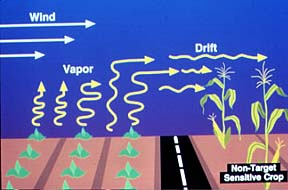 Wind
Vapor
Drift
Non-Target
Sensitive Crop